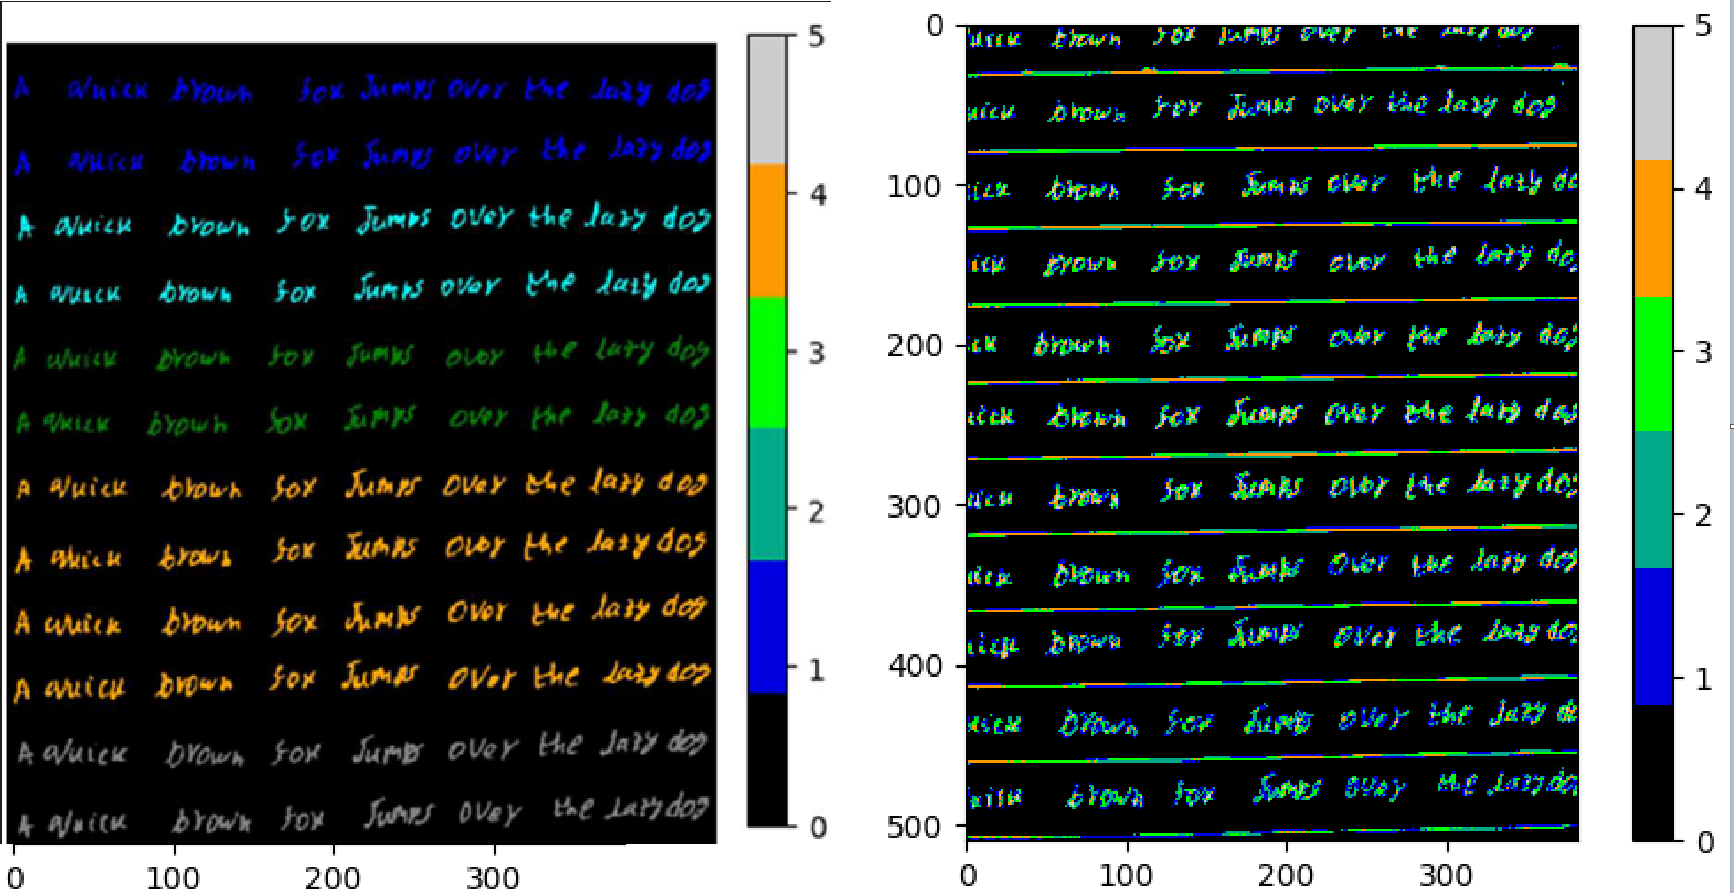 A quick brown fox Jumps over the lazy dog
A quick brown fox Jumps over the lazy dog
A quick brown fox Jumps over the lazy dog
A quick brown fox Jumps over the lazy dog
A quick brown fox Jumps over the lazy dog
A quick brown fox Jumps over the lazy dog
A quick brown fox Jumps over the lazy dog
A quick brown fox Jumps over the lazy dog
A quick brown fox Jumps over the lazy dog
A quick brown fox Jumps over the lazy dog
A quick brown fox Jumps over the lazy dog
A quick brown fox Jumps over the lazy dog
0 100 200 300
5
4
3
2
1
0
0
100
200
300
400
500
uick brown fox Jumps over the lazy dog
uick brown fox Jumps over the lazy dog
ick brown fox Jumps over the lazy do
ick brown fox Jumps over the lazy do
ck brown fox Jumps over the lazy dog
ick brown fox Jumps over the lazy dog
uick brown fox Jumps over the lazy dog
uick brown fox Jumps over the lazy dog
ick brown fox Jumps over the lazy do
uick brown fox Jumps over the lazy do
uick brown fox Jumps over the lazy do
0 100 200 300
5
4
3
2
1
0